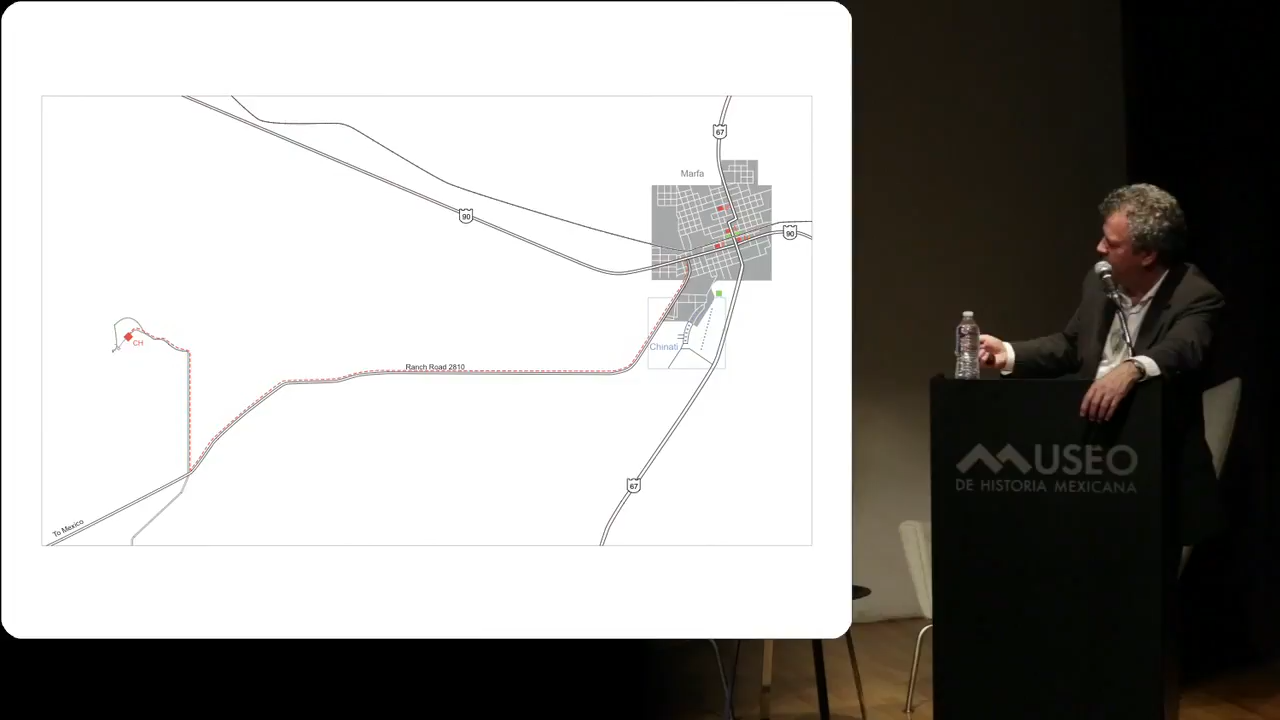 67
Marfa
90
90
CH
Chinati
Ranch Road 2810
67
To Mexico
MUSEO
DE HISTORIA MEXICANA